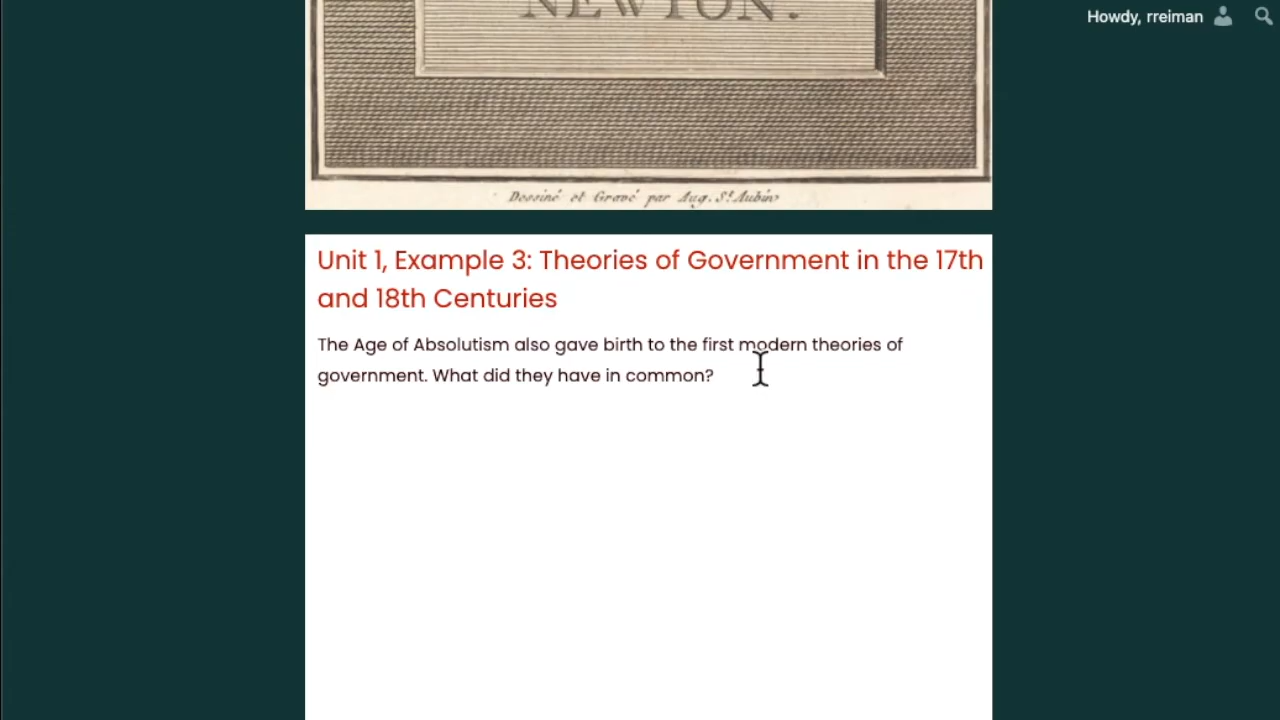 NEWTON.
Howdy, rreiman
Dessiné et Gravé par Aug. St. Aubin
Unit 1, Example 3: Theories of Government in the 17th
and 18th Centuries
The Age of Absolutism also gave birth to the first modern theories of
government. What did they have in common?